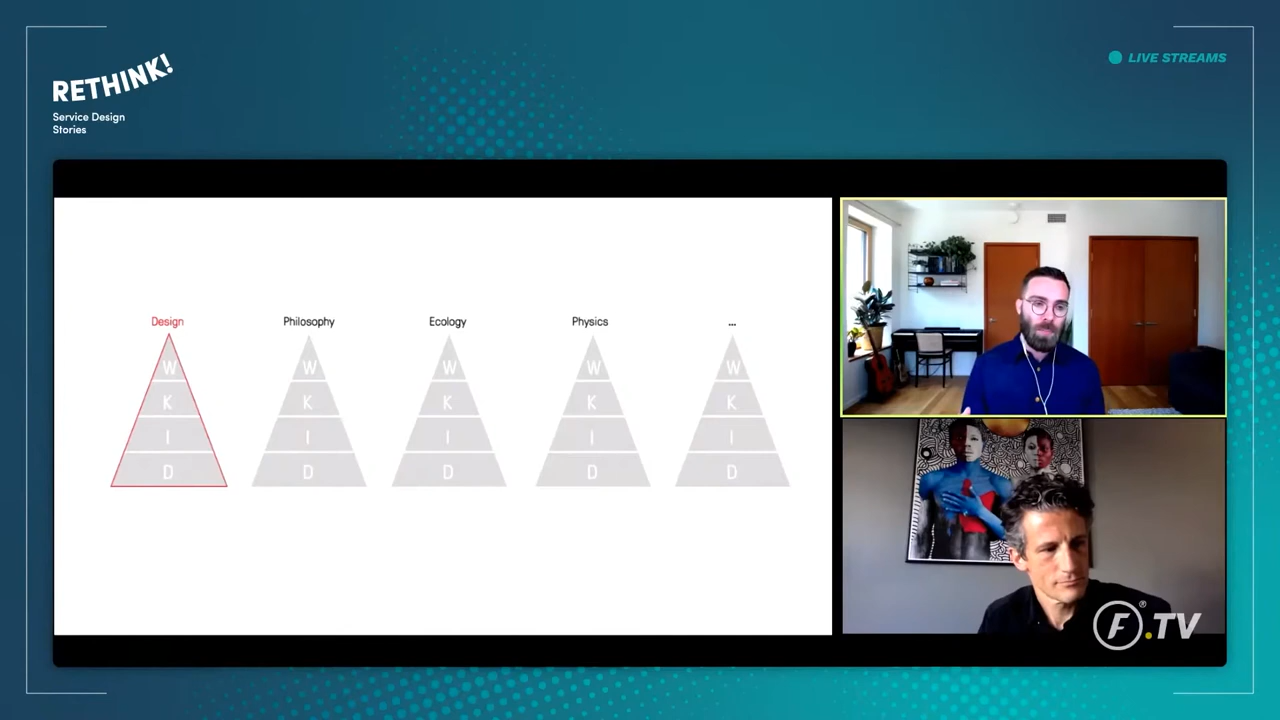 RETHINK!
Service Design
Stories
LIVE STREAMS
Design
Philosophy
Ecology
Physics
...
W
W
W
W
W
K
K
K
K
K
I
I
I
I
I
D
D
D
D
D
F®.TV